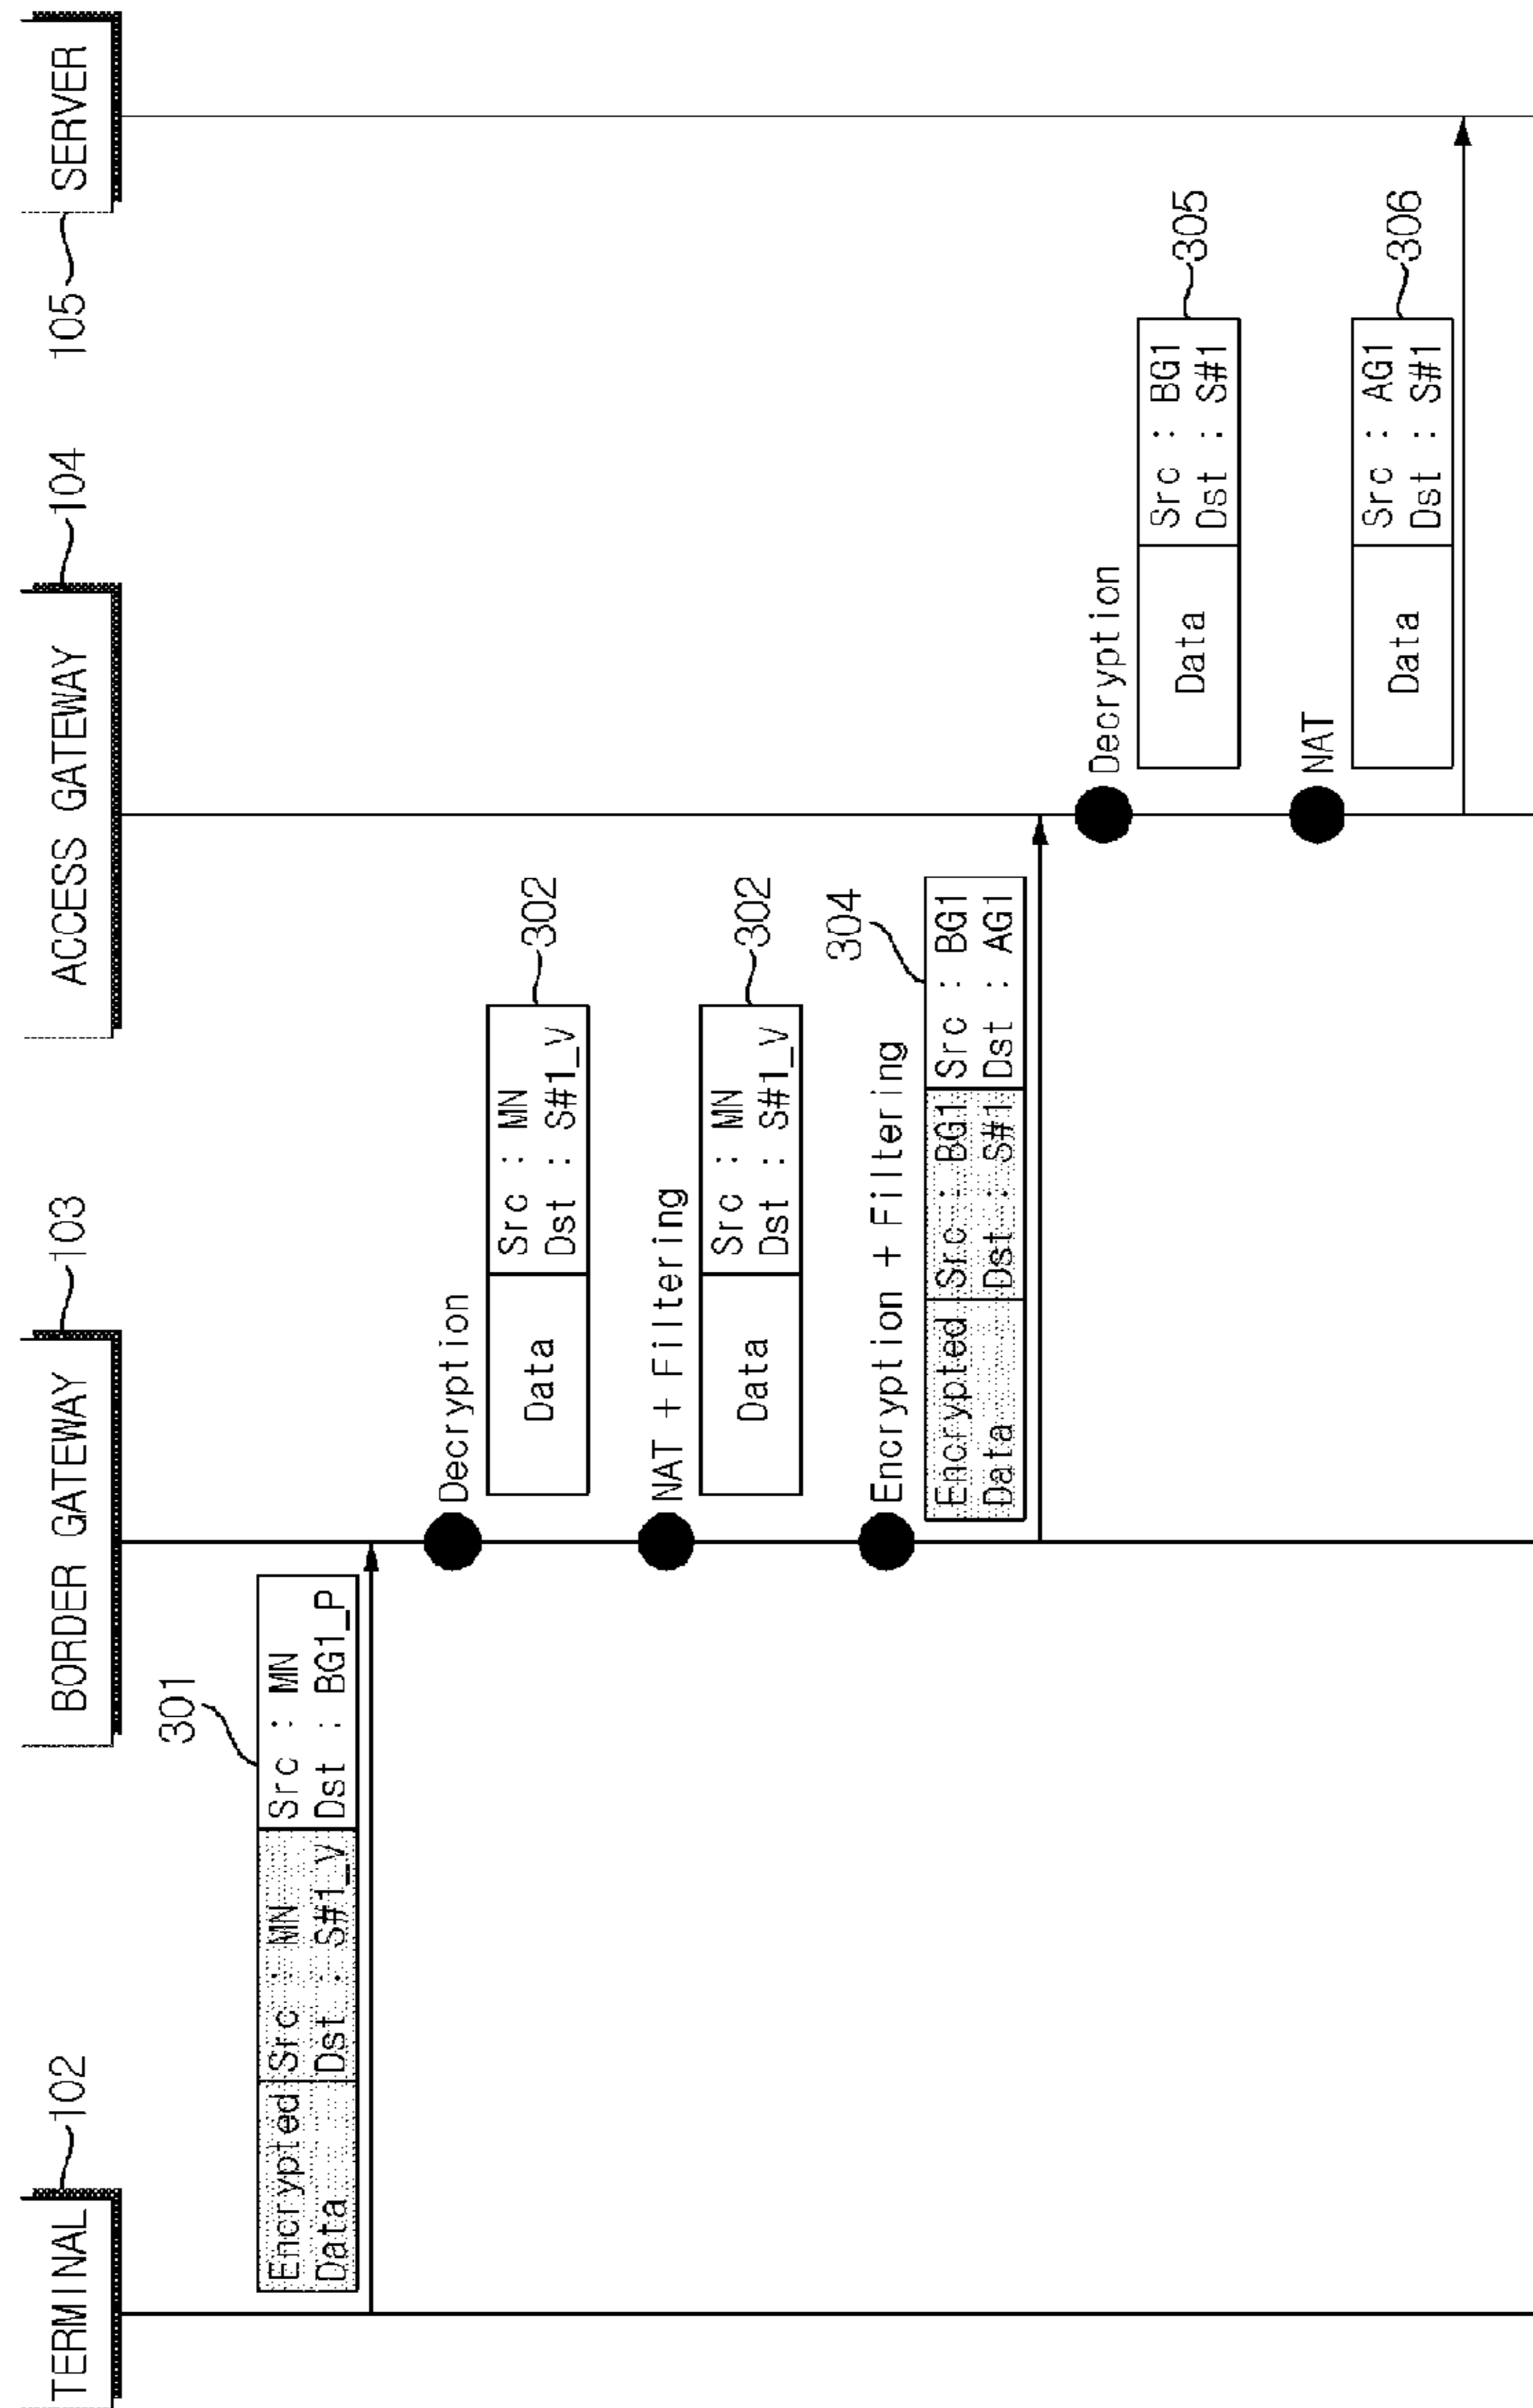 TERMINAL
102
BORDER GATEWAY
103
ACCESS GATEWAY
104
105
SERVER
301
Encrypted Src : MN Src : MN
Data Dst : S#1_V Dst : BG1_P
Decryption
Data
Src : MN
Dst : S#1_V
302
NAT + Filtering
Data
Src : MN
Dst : S#1_V
302
Encryption + Filtering
304
Encrypted Src : BG1 Src : BG1
Data Dst : S#1 Dst : AG1
Decryption
Data
Src : BG1
Dst : S#1
305
NAT
Data
Src : AG1
Dst : S#1
306